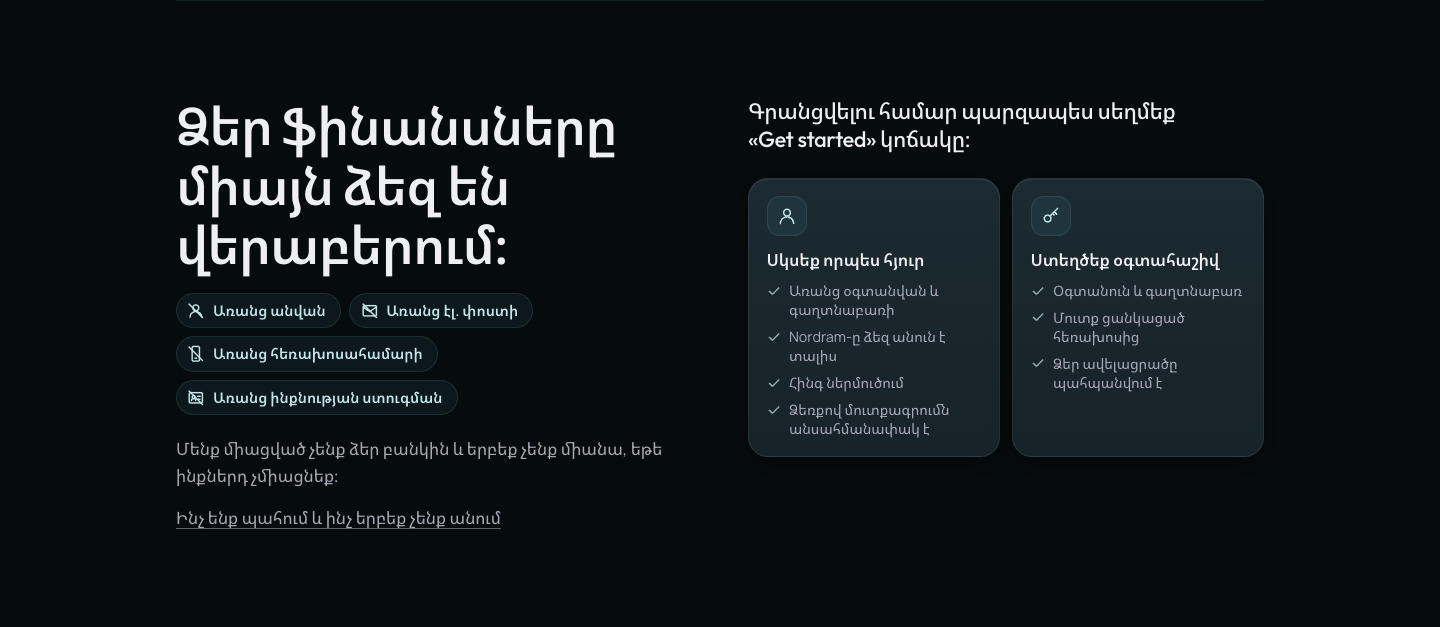 Ձեր ֆինանսները
միայն ձեզ են
վերաբերում:
Առանց անվան
Առանց էլ. փոստի
Առանց հեռախոսահամարի
Առանց ինքնության ստուգման
Մենք միացված չենք ձեր բանկին և երբեք չենք միանա, եթե
ինքներդ չմիացնեք:
Ինչ ենք պահում և ինչ երբեք չենք անում
Գրանցվելու համար պարզապես սեղմեք
«Get started» կոճակը:
Սկսեք որպես հյուր
Առանց օգտանվան և
գաղտնաբառի
Nordram-ը ձեզ անուն է
տալիս
Հինգ ներմուծում
Ձեռքով մուտքագրումն
անսահմանափակ է
Ստեղծեք օգտահաշիվ
Օգտանուն և գաղտնաբառ
Մուտք ցանկացած
հեռախոսից
Ձեր ավելացրածը
պահպանվում է